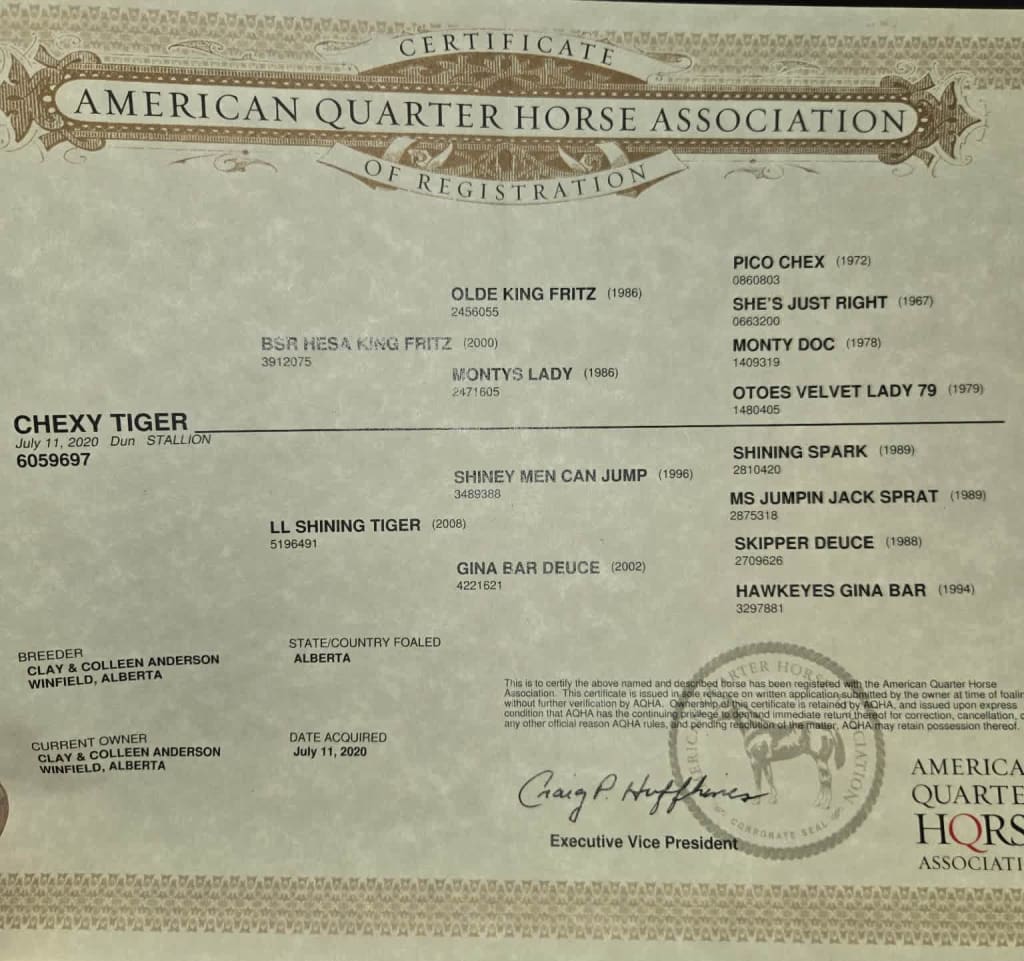 CERTIFICATE
AMERICAN QUARTER HORSE ASSOCIATION
OF REGISTRATION
PICO CHEX (1972)
0860803
OLDE KING FRITZ (1986)
2456055
SHE'S JUST RIGHT (1967)
0663200
BSR HESA KING FRITZ (2000)
3912075
MONTY DOC (1978)
1409319
MONTYS LADY (1986)
2471605
OTOES VELVET LADY 79 (1979)
1480405
CHEXY TIGER
July 11, 2020 Dun STALLION
6059697
SHINING SPARK (1989)
2810420
SHINEY MEN CAN JUMP (1996)
3489388
MS JUMPIN JACK SPRAT (1989)
2875318
LL SHINING TIGER (2008)
5196491
SKIPPER DEUCE (1988)
2709626
GINA BAR DEUCE (2002)
4221621
HAWKEYES GINA BAR (1994)
3297881
BREEDER
CLAY & COLLEEN ANDERSON
WINFIELD, ALBERTA
STATE/COUNTRY FOALED
ALBERTA
CURRENT OWNER
CLAY & COLLEEN ANDERSON
WINFIELD, ALBERTA
DATE ACQUIRED
July 11, 2020
This is to certify the above named and described horse has been registered with the American Quarter Horse
Association. This certificate is issued in sole reliance on written application submitted by the owner at time of foalin
without further verification by AQHA. Ownership of this certificate is retained by AQHA, and issued upon express
condition that AQHA has the continuing privilege to demand immediate return thereof for correction, cancellation, o
any other official reason AQHA rules, and pending resolution of the matter, AQHA may retain possession thereof.
Craig P. Huffhines
Executive Vice President
ERICAN QUARTER HORSE ASSOCIATION
CORPORATE SEAL
AMERICA
QUARTE
HORS
ASSOCIATI